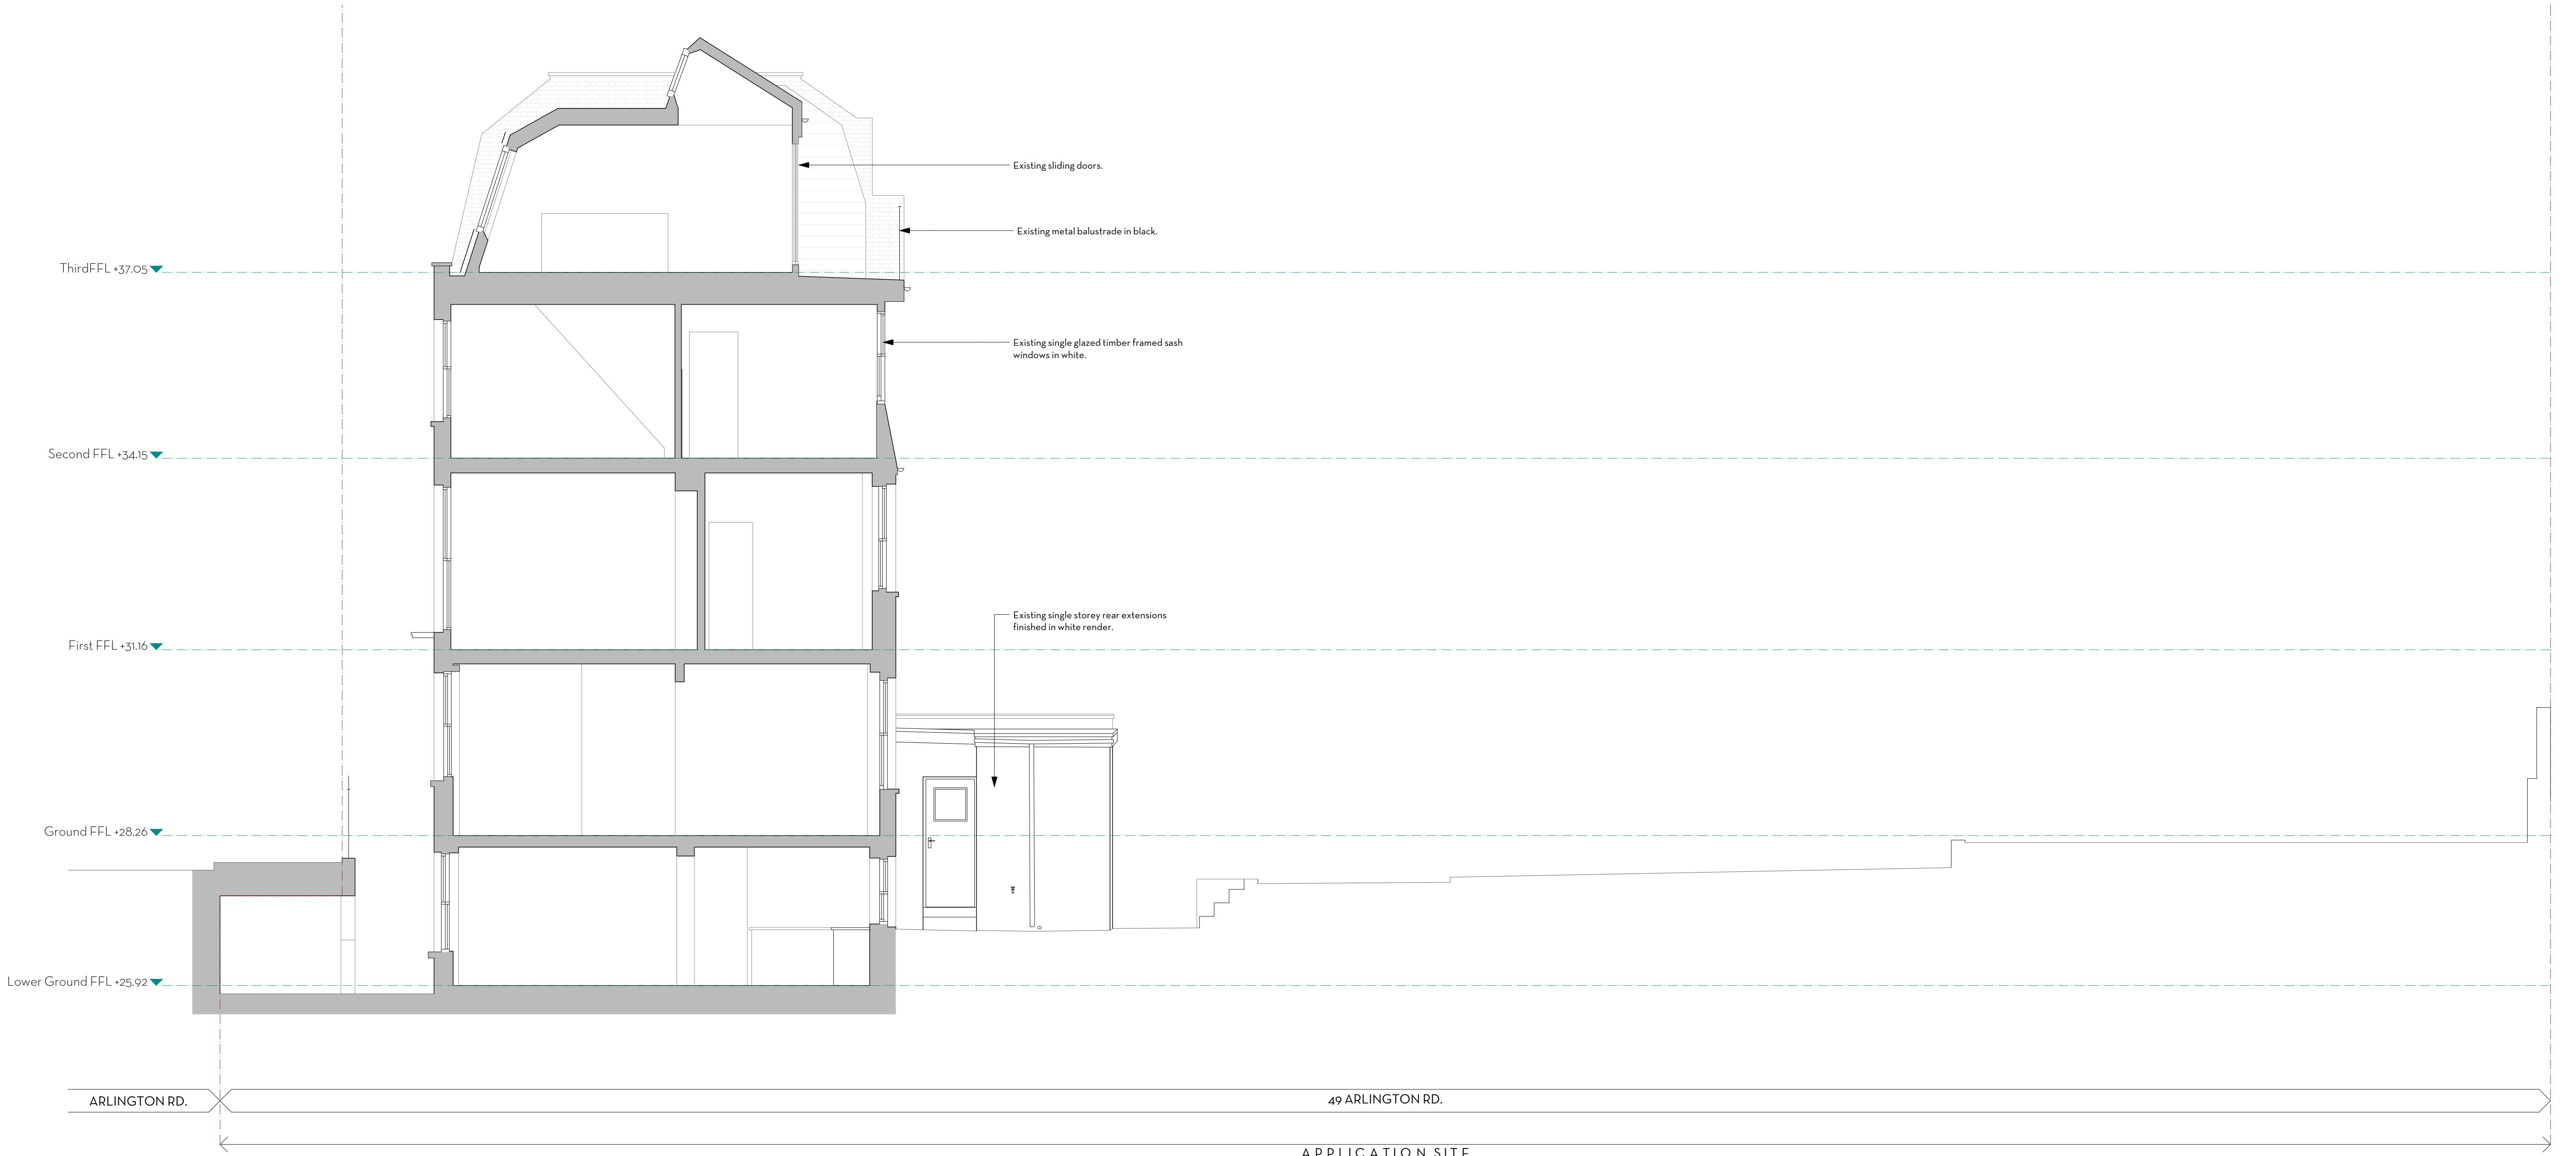 Existing sliding doors.
Existing metal balustrade in black.
ThirdFFL +37.05
Existing single glazed timber framed sash
windows in white.
Second FFL +34.15
Existing single storey rear extensions
finished in white render.
First FFL +31.16
Ground FFL +28.26
Lower Ground FFL +25.92
ARLINGTON RD.
49 ARLINGTON RD.
APPLICATION SITE